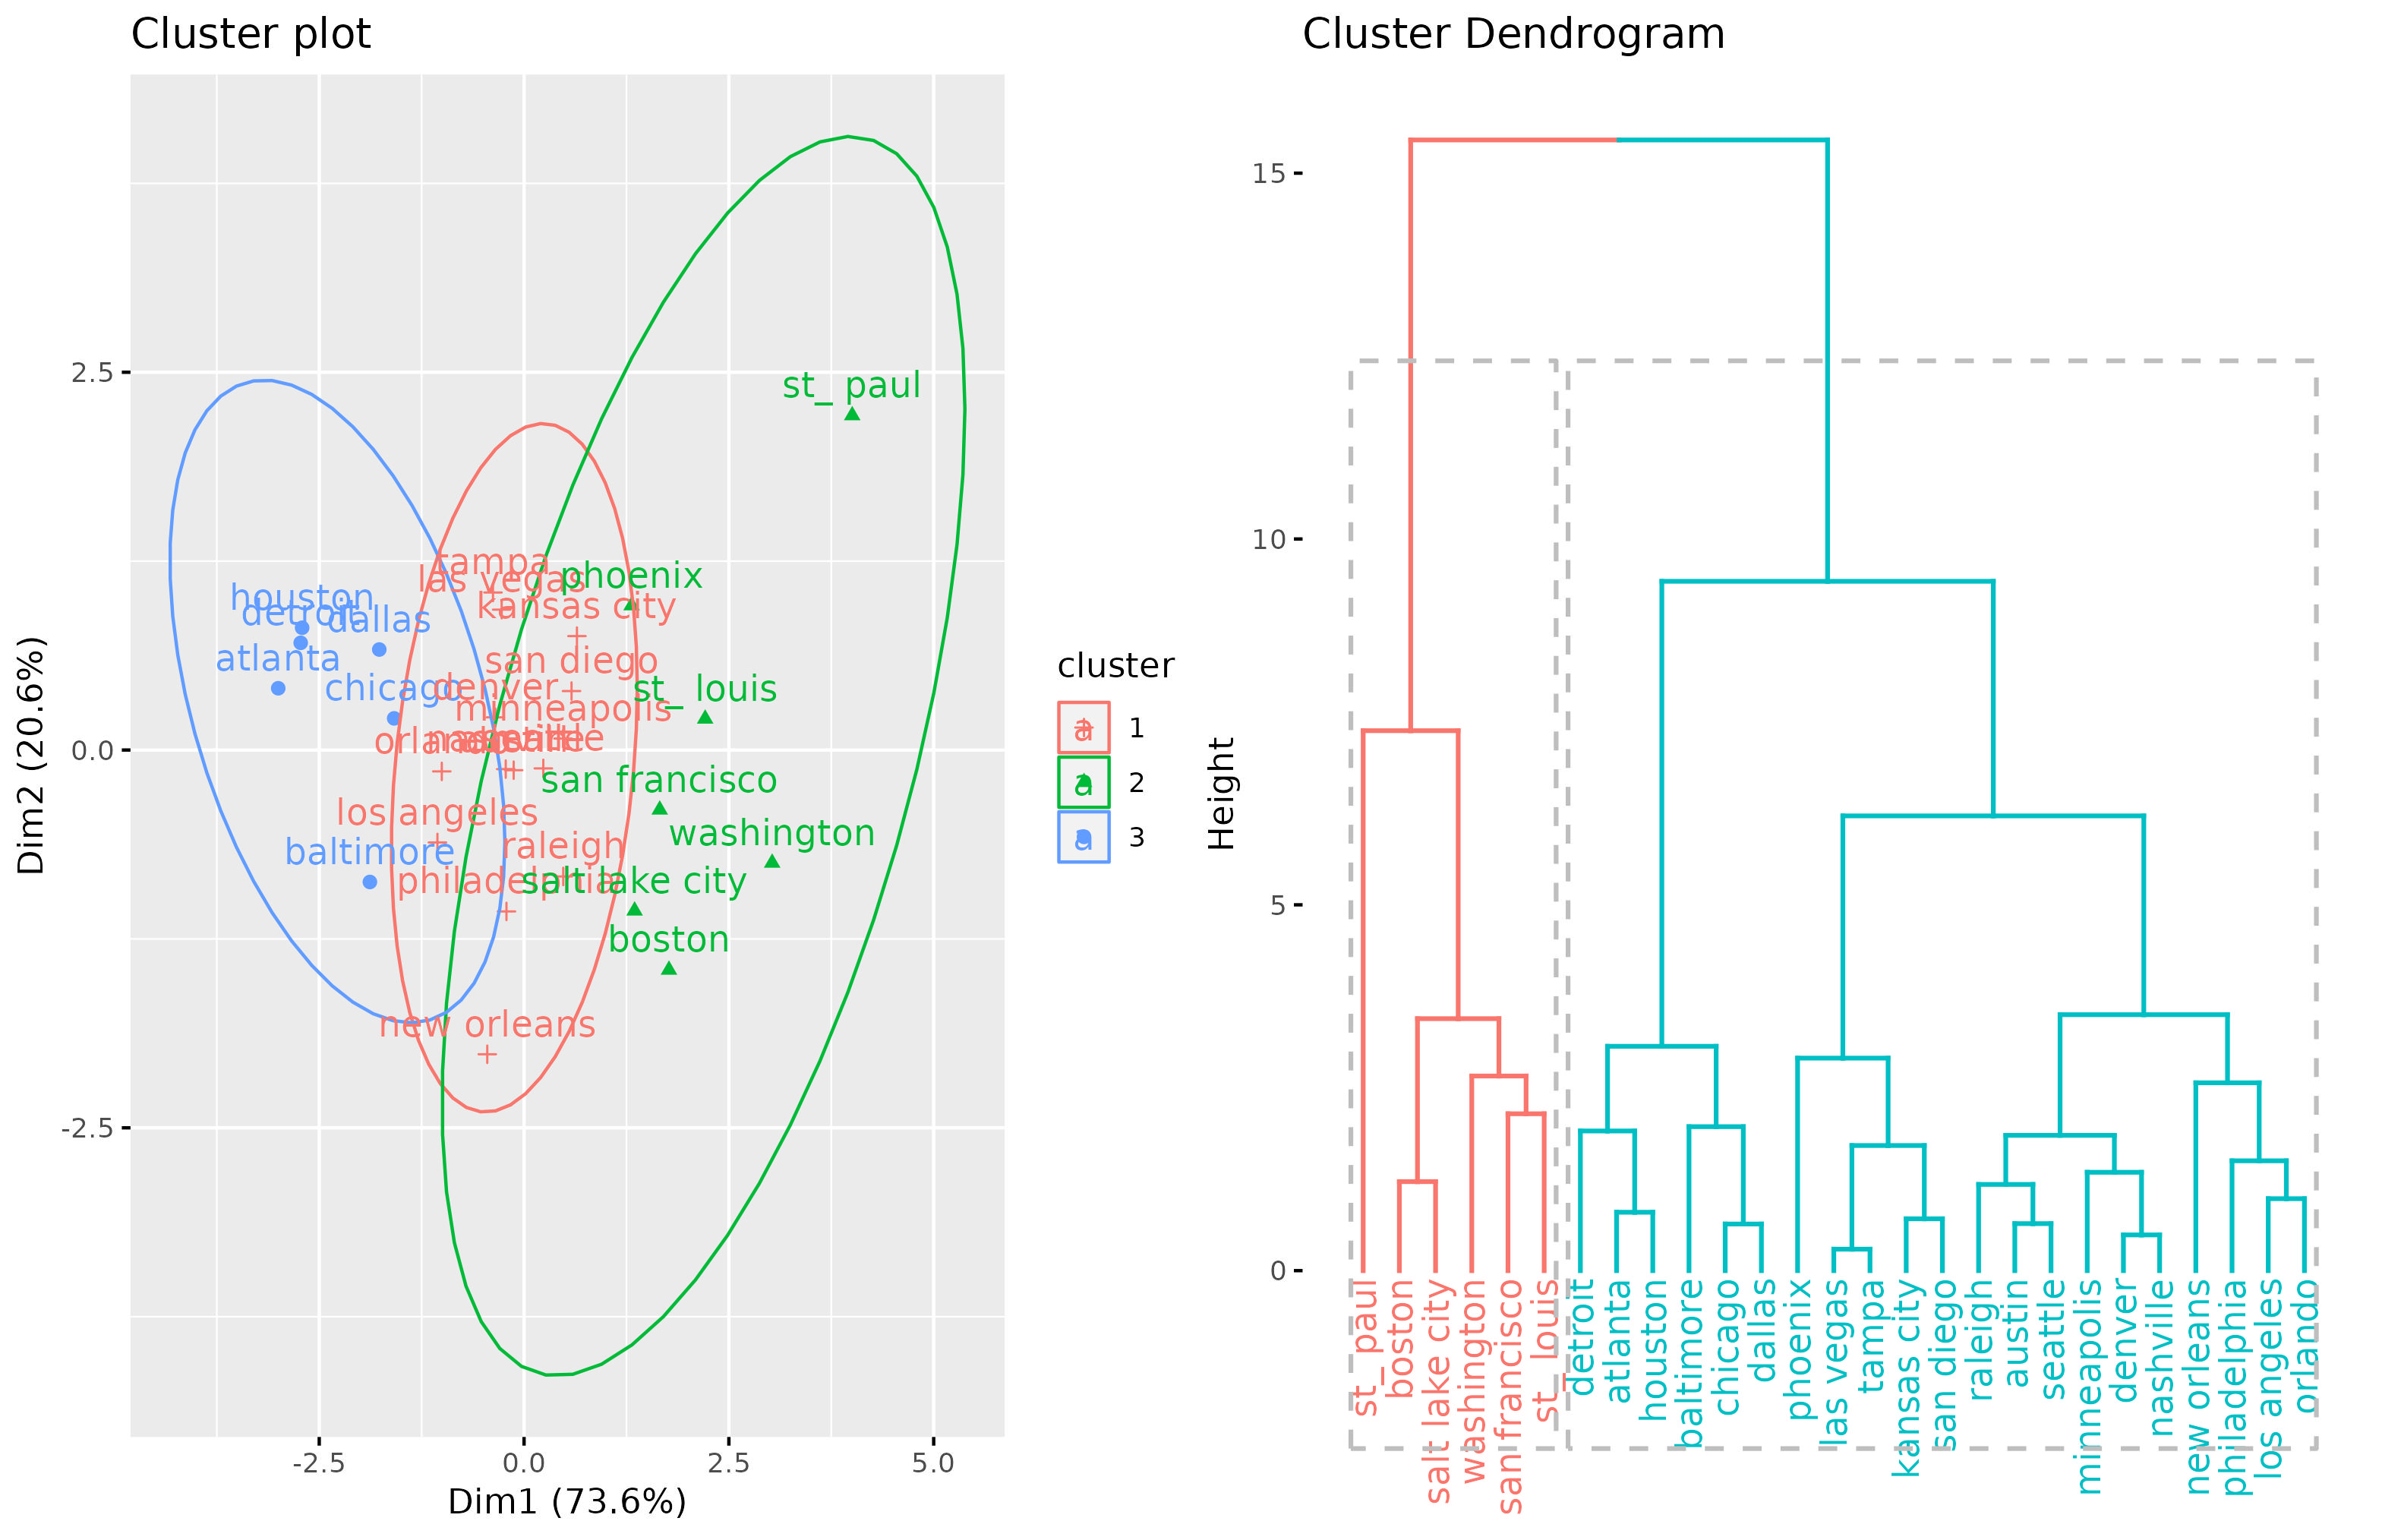 Cluster plot
st_ paul
tampa
las vegas
phoenix
kansas city
houston
detroit
dallas
atlanta
san diego
chicago
denver
st_ louis
minneapolis
orlando
nashville
austin
seattle
san francisco
los angeles
washington
raleigh
baltimore
philadelphia
salt lake city
boston
new orleans
2.5
0.0
-2.5
Dim2 (20.6%)
-2.5
0.0
2.5
5.0
Dim1 (73.6%)
cluster
a 1
a 2
a 3
Cluster Dendrogram
15
10
5
0
Height
st_ paul
boston
salt lake city
washington
san francisco
st_ louis
detroit
atlanta
houston
baltimore
chicago
dallas
phoenix
las vegas
tampa
kansas city
san diego
raleigh
austin
seattle
minneapolis
denver
nashville
new orleans
philadelphia
los angeles
orlando